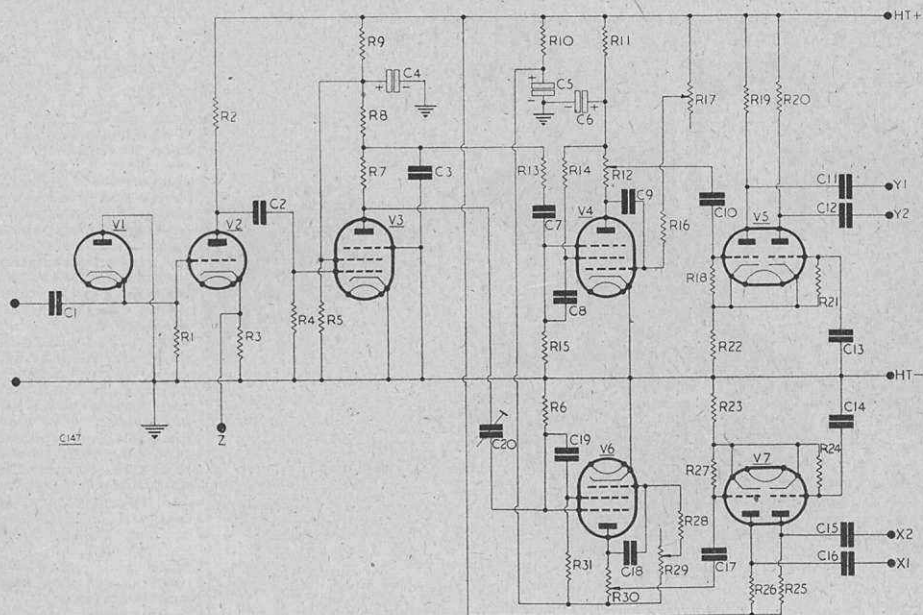 HT+
R9
R10
R11
C4
C5
C6
R17
R19
R20
R2
R8
C11
Y1
C12
Y2
R7
C3
R13
R14
R12
C9
C2
V1
V2
V3
C7
V4
C10
R16
V5
R18
R21
C1
C8
R1
R3
R4
R5
R15
R22
C13
HT-
C147
Z
R6
R23
C14
C20
C19
V6
R27
V7
R24
R28
C15
X2
R31
C18
R29
C17
C16
X1
R30
R26
R25